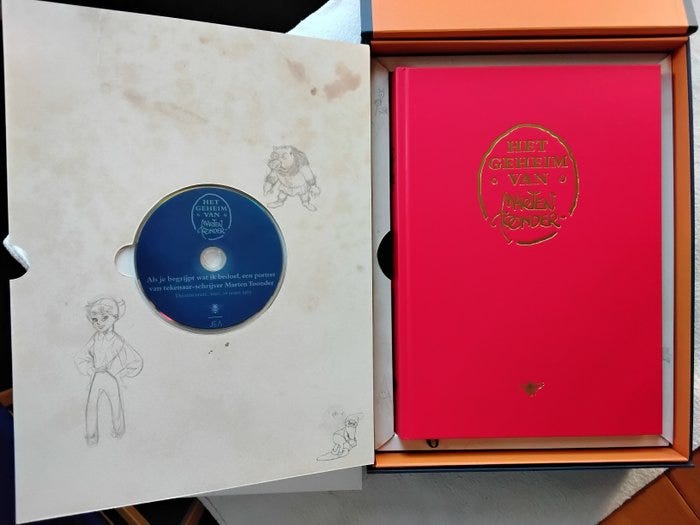 HET
GEHEIM
VAN
MARTEN
TOONDER
Als je begrijpt wat ik bedoel, een portret
van tekenaar-schrijver Marten Toonder
HET
GEHEIM
VAN
MARTEN
TOONDER